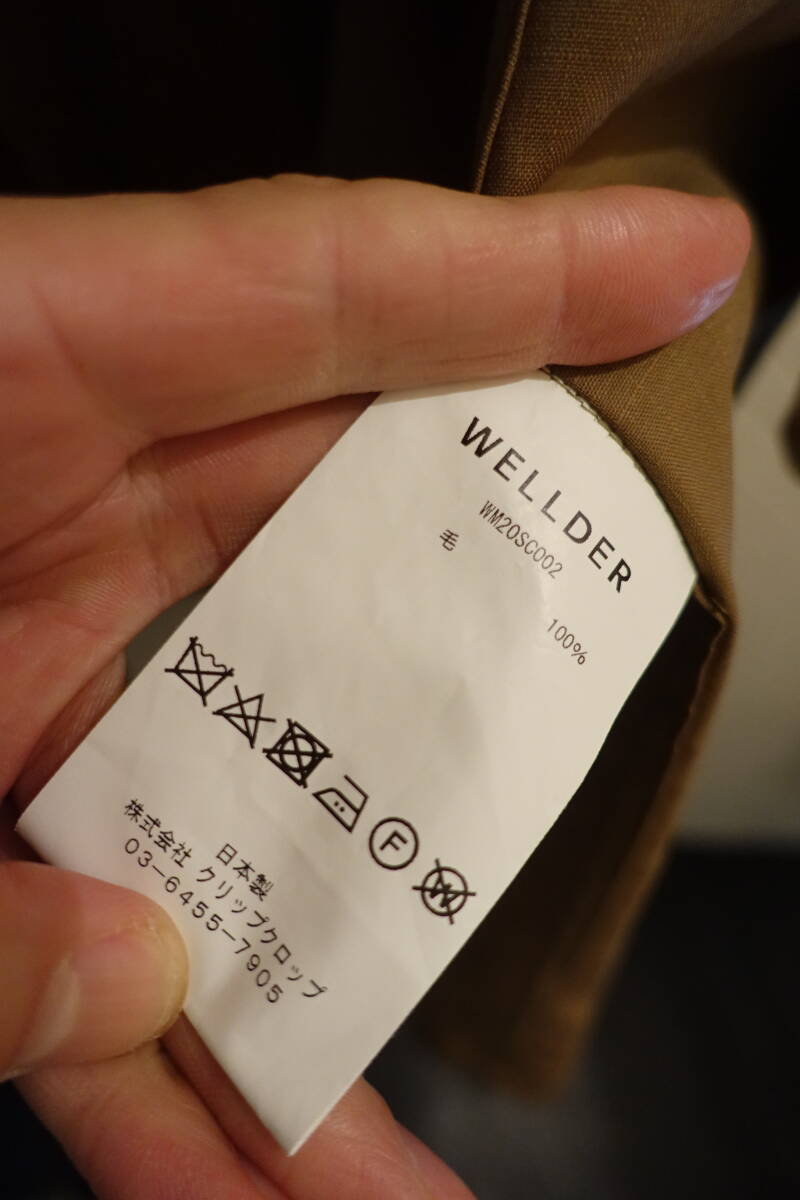 WELLDER
WM20SC002
毛 100%
F
W
日本製
株式会社 クリップクロップ
03-6455-7905